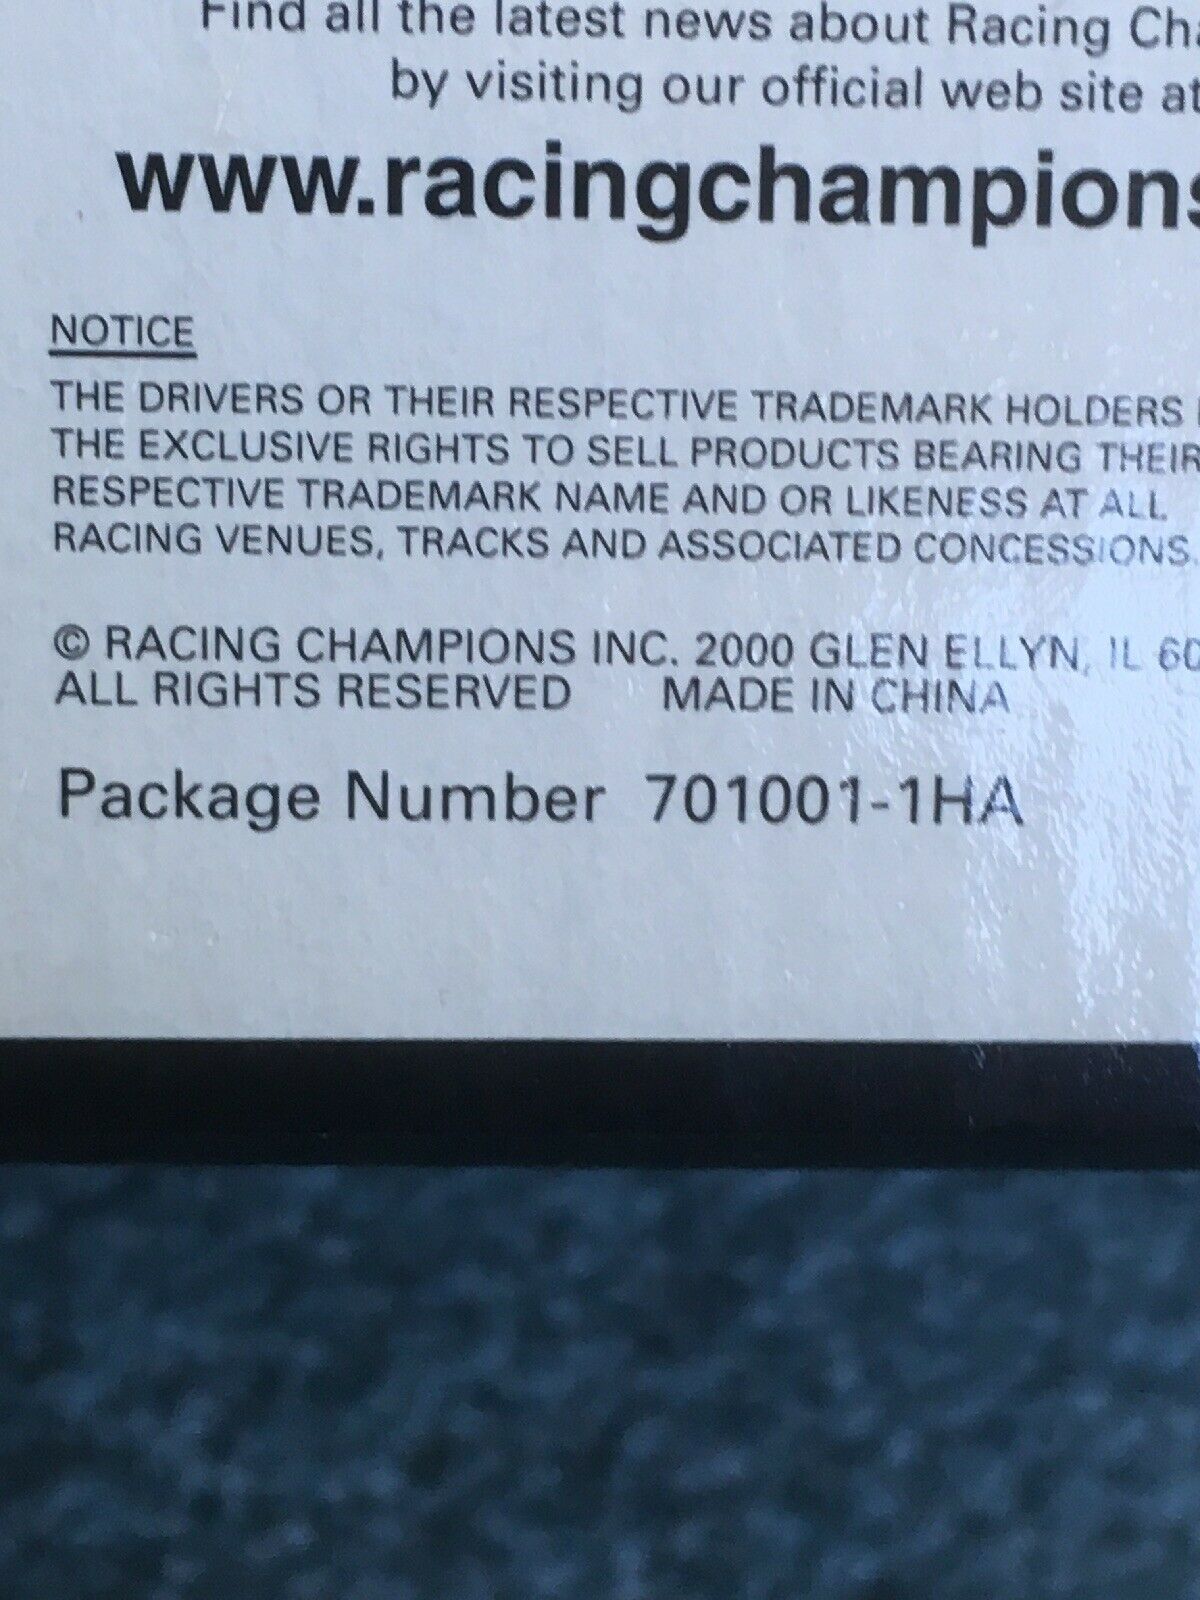 Find all the latest news about Racing Cha
by visiting our official web site at
www.racingchampions
NOTICE
THE DRIVERS OR THEIR RESPECTIVE TRADEMARK HOLDERS
THE EXCLUSIVE RIGHTS TO SELL PRODUCTS BEARING THEIR
RESPECTIVE TRADEMARK NAME AND OR LIKENESS AT ALL
RACING VENUES, TRACKS AND ASSOCIATED CONCESSIONS.
© RACING CHAMPIONS INC. 2000 GLEN ELLYN, IL 60
ALL RIGHTS RESERVED MADE IN CHINA
Package Number 701001-1HA